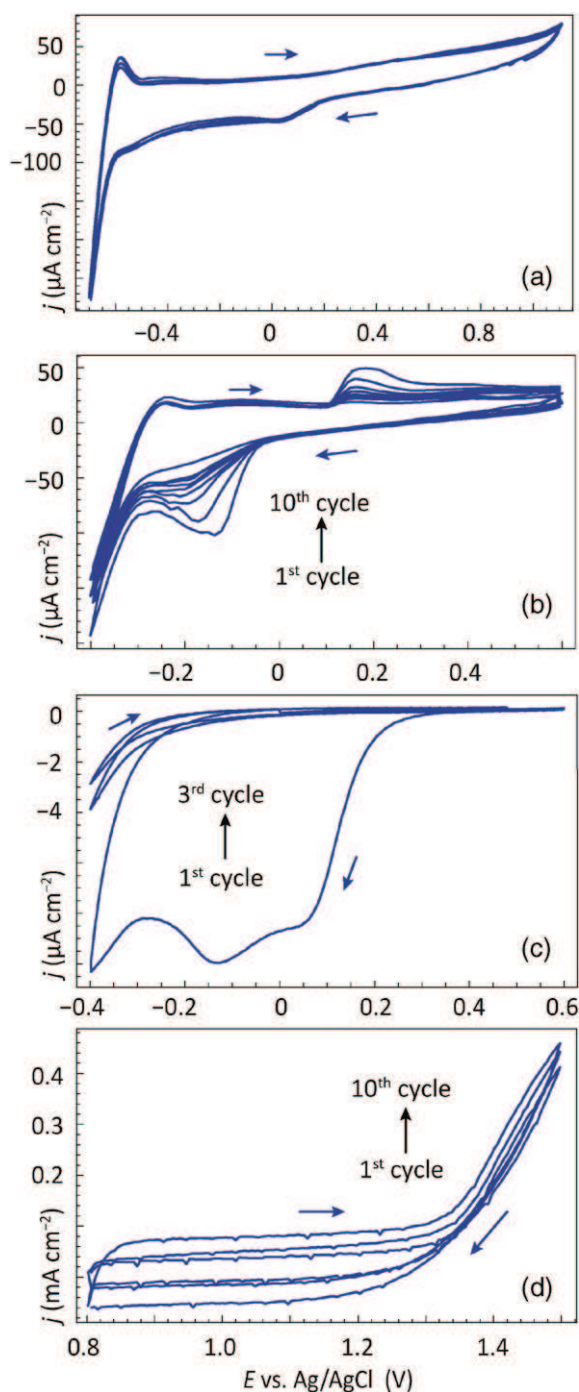 50
0
−50
−100
j (μA cm−2)
(a)
−0.4
0
0.4
0.8
50
0
−50
j (μA cm−2)
10th cycle
1st cycle
(b)
−0.2
0
0.2
0.4
0
−2
−4
j (μA cm−2)
3rd cycle
1st cycle
(c)
−0.4
−0.2
0
0.2
0.4
0.6
0.4
0.3
0.2
j (mA cm−2)
10th cycle
1st cycle
(d)
0.8
1.0
1.2
1.4
E vs. Ag/AgCl (V)